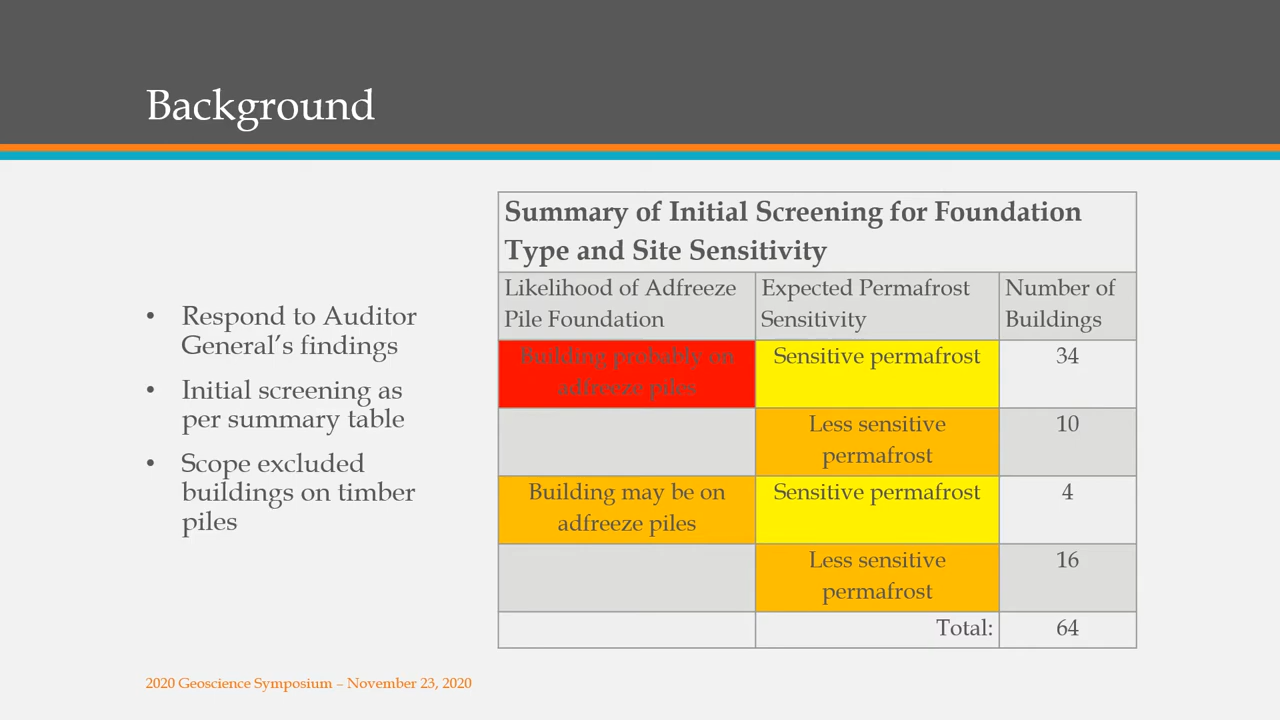 Background
• Respond to Auditor
General’s findings
• Initial screening as
per summary table
• Scope excluded
buildings on timber
piles
Summary of Initial Screening for Foundation
Type and Site Sensitivity
Likelihood of Adfreeze
Pile Foundation
Expected Permafrost
Sensitivity
Number of
Buildings
Building probably on
adfreeze piles
Sensitive permafrost
34
Less sensitive
permafrost
10
Building may be on
adfreeze piles
Sensitive permafrost
4
Less sensitive
permafrost
16
Total:
64
2020 Geoscience Symposium – November 23, 2020